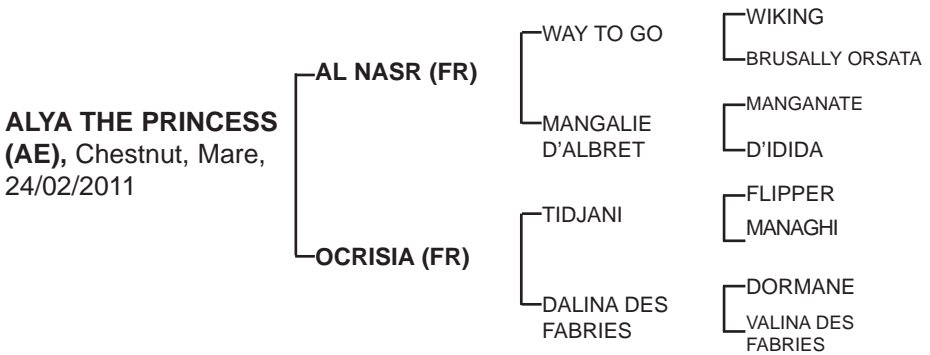 ALYA THE PRINCESS
(AE), Chestnut, Mare,
24/02/2011
AL NASR (FR)
OCRISIA (FR)
WAY TO GO
MANGALIE
D'ALBRET
TIDJANI
DALINA DES
FABRIES
WIKING
BRUSALLY ORSATA
MANGANATE
D'IDIDA
FLIPPER
MANAGHI
DORMANE
VALINA DES
FABRIES